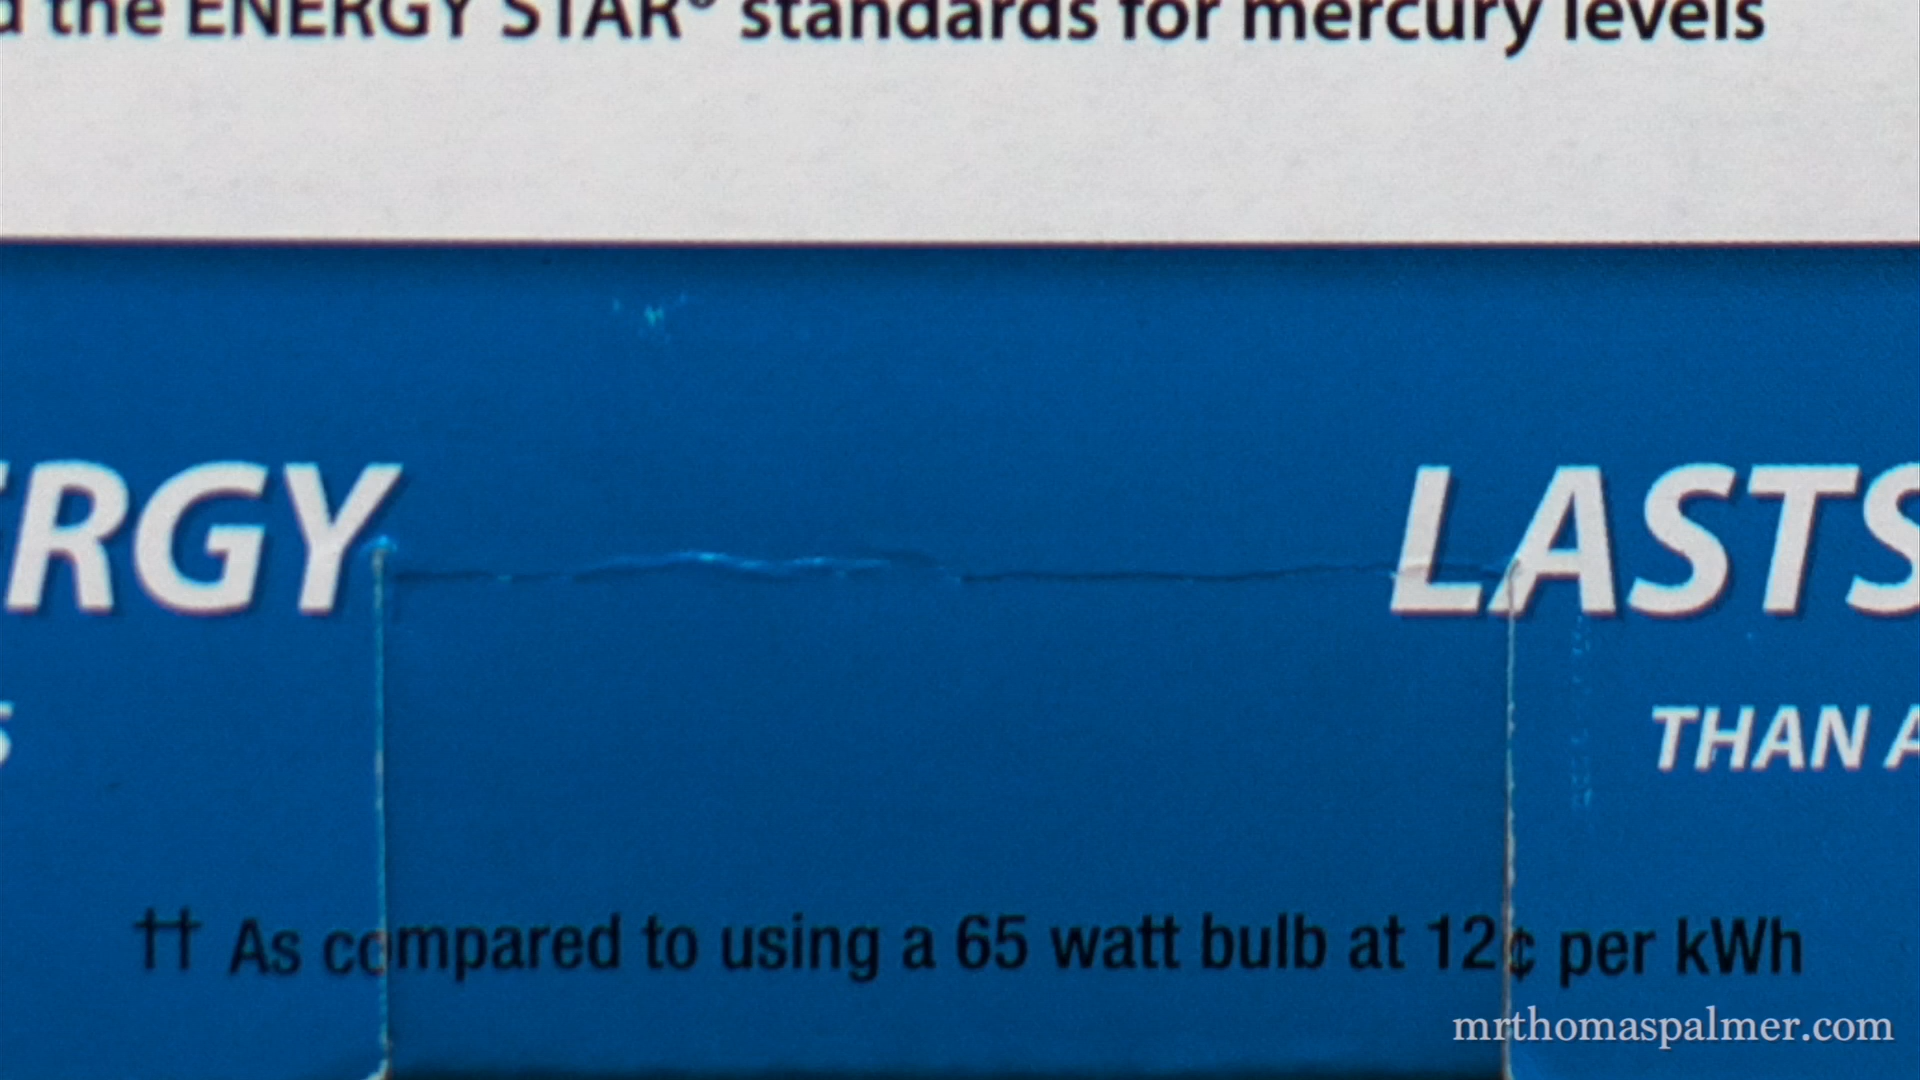 the ENERGY STAR® standards for mercury levels
ERGY LASTS
THAN A
†† As compared to using a 65 watt bulb at 12¢ per kWh
mrthomaspalmer.com